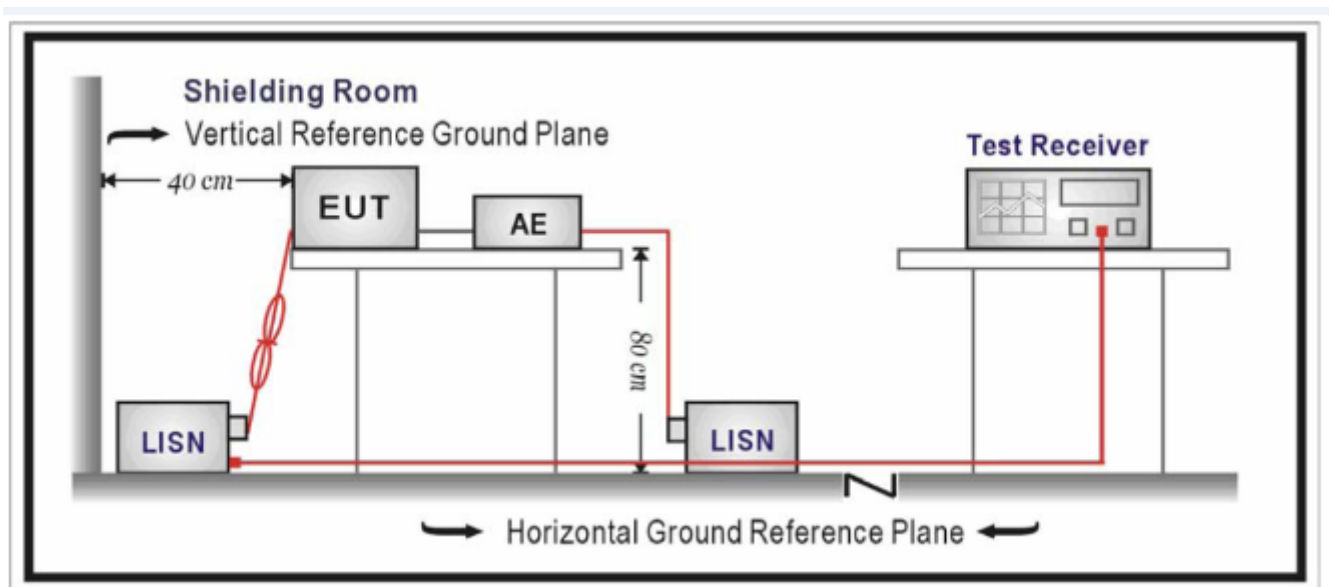 Shielding Room
Vertical Reference Ground Plane
Test Receiver
40 cm
EUT
AE
80 cm
LISN
LISN
Horizontal Ground Reference Plane